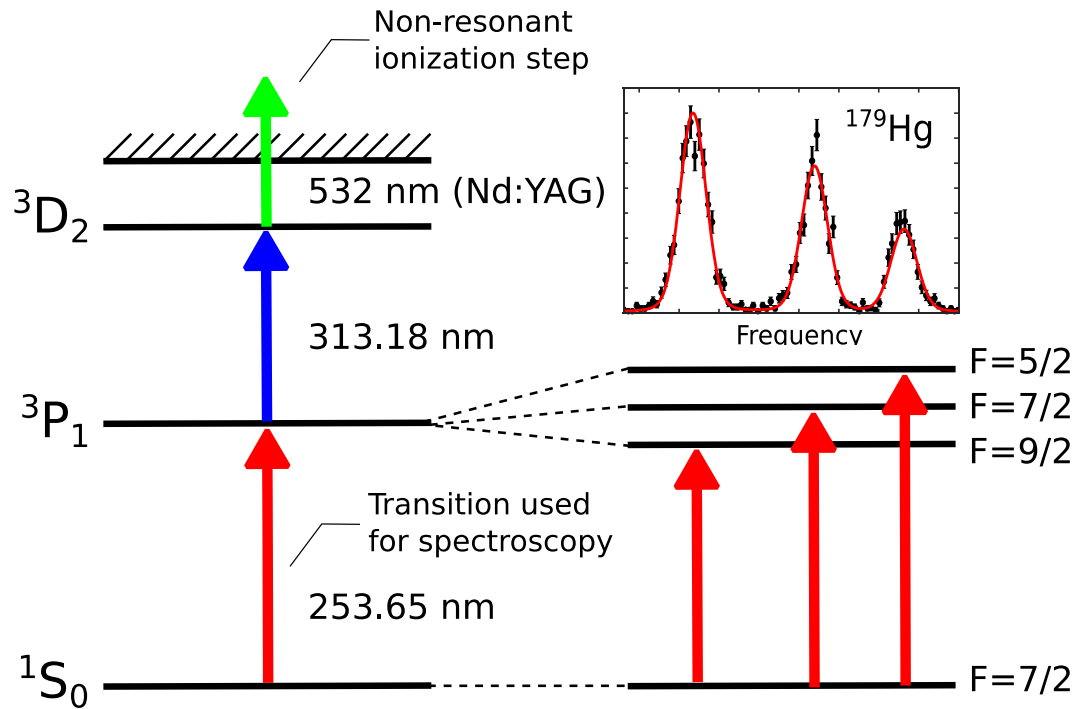 Non-resonant
ionization step
¹⁷⁹Hg
532 nm (Nd:YAG)
³D₂
313.18 nm
Frequency
F=5/2
³P₁
F=7/2
F=9/2
Transition used
for spectroscopy
253.65 nm
¹S₀
F=7/2